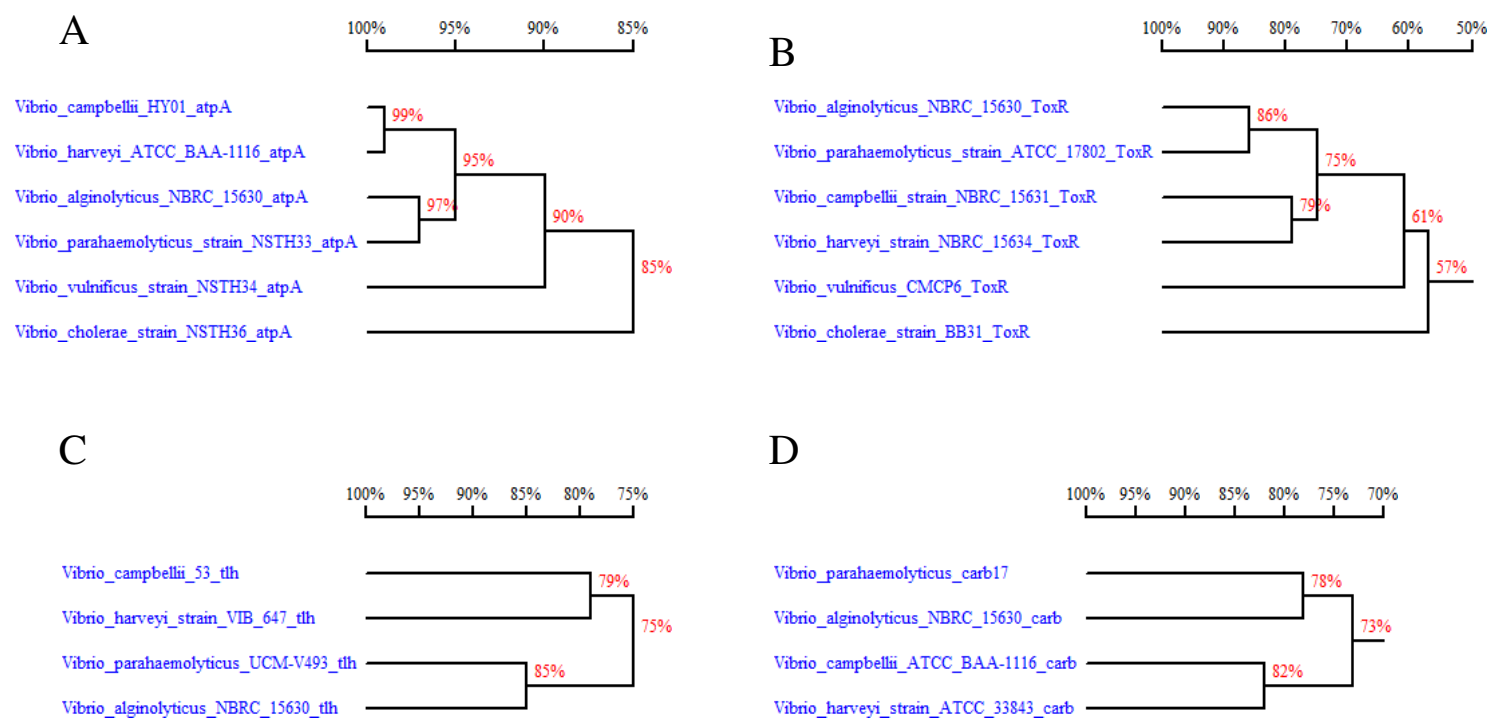 A
100% 95% 90% 85%
Vibrio_campbellii_HY01_atpA
99%
Vibrio_harveyi_ATCC_BAA-1116_atpA
95%
Vibrio_alginolyticus_NBRC_15630_atpA
97%
90%
Vibrio_parahaemolyticus_strain_NSTH33_atpA
85%
Vibrio_vulnificus_strain_NSTH34_atpA
Vibrio_cholerae_strain_NSTH36_atpA
B
100% 90% 80% 70% 60% 50%
Vibrio_alginolyticus_NBRC_15630_ToxR
86%
Vibrio_parahaemolyticus_strain_ATCC_17802_ToxR
75%
Vibrio_campbellii_strain_NBRC_15631_ToxR
79%
61%
Vibrio_harveyi_strain_NBRC_15634_ToxR
57%
Vibrio_vulnificus_CMCP6_ToxR
Vibrio_cholerae_strain_BB31_ToxR
C
100% 95% 90% 85% 80% 75%
Vibrio_campbellii_53_tlh
79%
Vibrio_harveyi_strain_VIB_647_tlh
75%
Vibrio_parahaemolyticus_UCM-V493_tlh
85%
Vibrio_alginolyticus_NBRC_15630_tlh
D
100% 95% 90% 85% 80% 75% 70%
Vibrio_parahaemolyticus_carb17
78%
Vibrio_alginolyticus_NBRC_15630_carb
73%
Vibrio_campbellii_ATCC_BAA-1116_carb
82%
Vibrio_harveyi_strain_ATCC_33843_carb